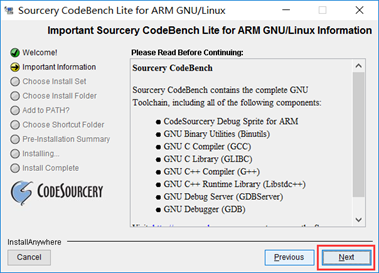 Sourcery CodeBench Lite for ARM GNU/Linux
Important Sourcery CodeBench Lite for ARM GNU/Linux Information
Welcome!
Important Information
Choose Install Set
Choose Install Folder
Add to PATH?
Choose Shortcut Folder
Pre-Installation Summary
Installing...
Install Complete
CODESOURCERY
Please Read Before Continuing:
Sourcery CodeBench
Sourcery CodeBench contains the complete GNU
Toolchain, including all of the following components:
● CodeSourcery Debug Sprite for ARM
● GNU Binary Utilities (Binutils)
● GNU C Compiler (GCC)
● GNU C Library (GLIBC)
● GNU C++ Compiler (G++)
● GNU C++ Runtime Library (Libstdc++)
● GNU Debug Server (GDBServer)
● GNU Debugger (GDB)
InstallAnywhere
Cancel
Previous
Next